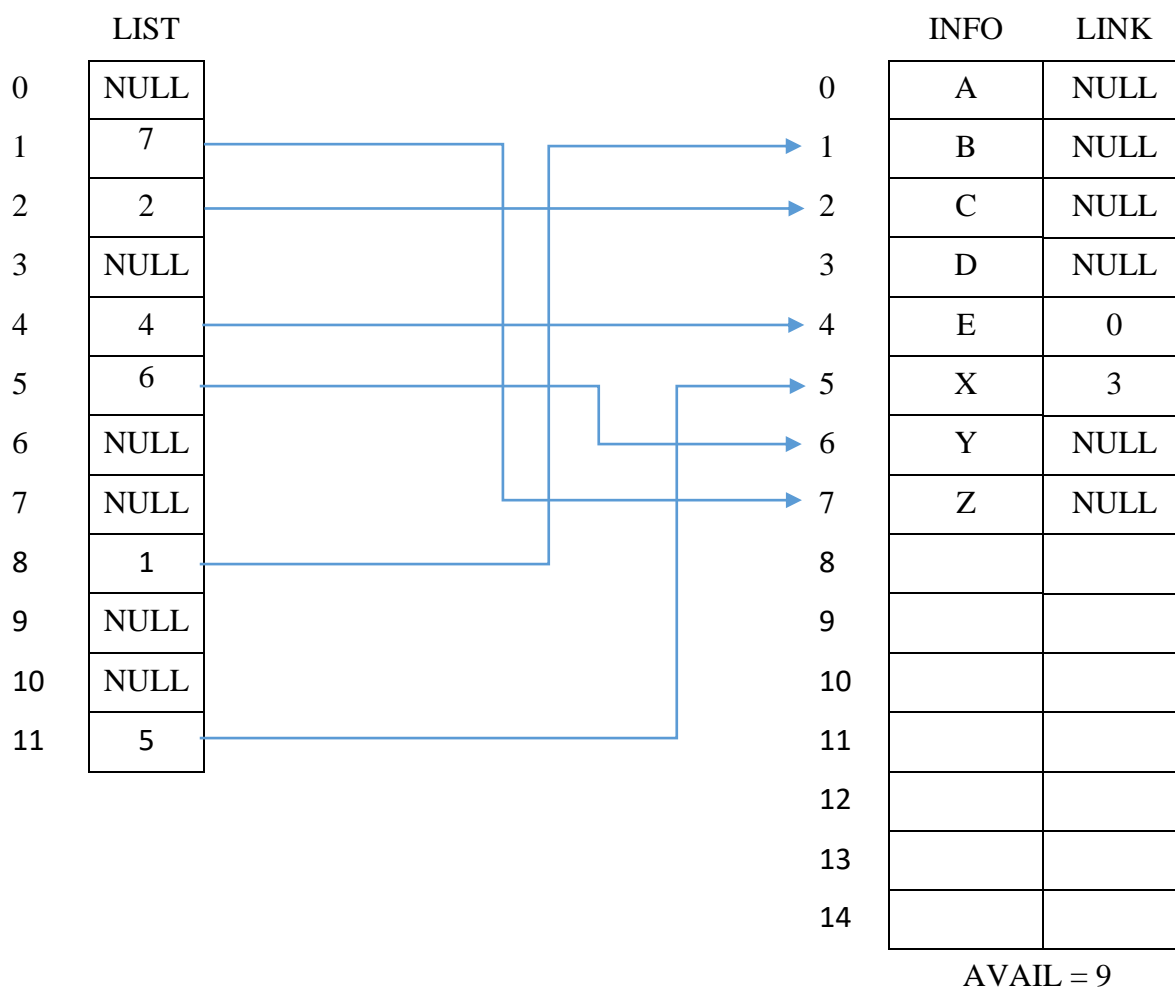 LIST INFO LINK
0 NULL 0 A NULL
1 7 1 B NULL
2 2 2 C NULL
3 NULL 3 D NULL
4 4 4 E 0
5 6 5 X 3
6 NULL 6 Y NULL
7 NULL 7 Z NULL
8 1 8
9 NULL 9
10 NULL 10
11 5 11
12
13
14
AVAIL = 9